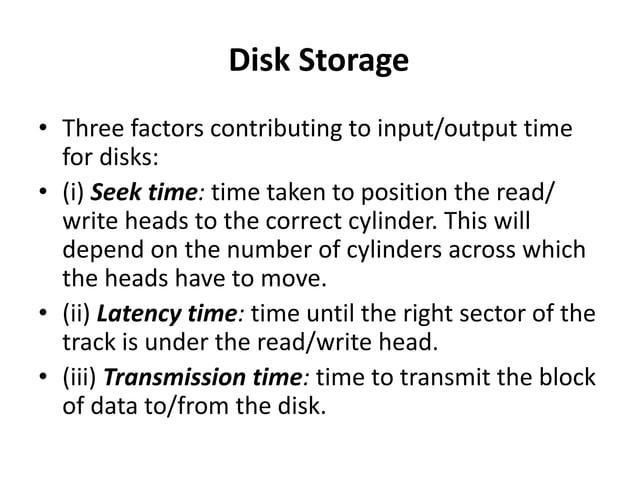 Disk Storage
• Three factors contributing to input/output time
for disks:
• (i) Seek time: time taken to position the read/
write heads to the correct cylinder. This will
depend on the number of cylinders across which
the heads have to move.
• (ii) Latency time: time until the right sector of the
track is under the read/write head.
• (iii) Transmission time: time to transmit the block
of data to/from the disk.